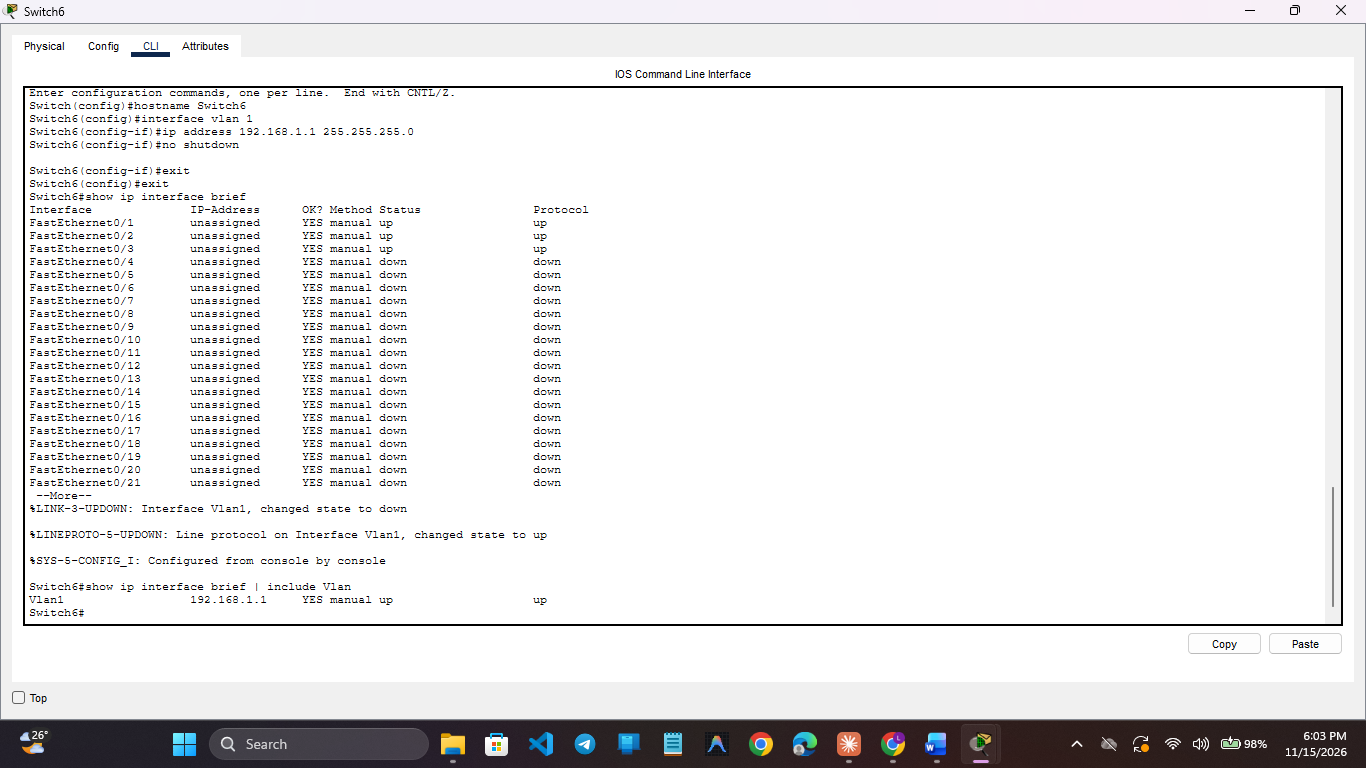 Switch6
Physical Config CLI Attributes
IOS Command Line Interface
Enter configuration commands, one per line.  End with CNTL/Z.
Switch(config)#hostname Switch6
Switch6(config)#interface vlan 1
Switch6(config-if)#ip address 192.168.1.1 255.255.255.0
Switch6(config-if)#no shutdown
Switch6(config-if)#exit
Switch6(config)#exit
Switch6#show ip interface brief
Interface              IP-Address      OK? Method Status                Protocol
FastEthernet0/1        unassigned      YES manual up                    up
FastEthernet0/2        unassigned      YES manual up                    up
FastEthernet0/3        unassigned      YES manual up                    up
FastEthernet0/4        unassigned      YES manual down                  down
FastEthernet0/5        unassigned      YES manual down                  down
FastEthernet0/6        unassigned      YES manual down                  down
FastEthernet0/7        unassigned      YES manual down                  down
FastEthernet0/8        unassigned      YES manual down                  down
FastEthernet0/9        unassigned      YES manual down                  down
FastEthernet0/10       unassigned      YES manual down                  down
FastEthernet0/11       unassigned      YES manual down                  down
FastEthernet0/12       unassigned      YES manual down                  down
FastEthernet0/13       unassigned      YES manual down                  down
FastEthernet0/14       unassigned      YES manual down                  down
FastEthernet0/15       unassigned      YES manual down                  down
FastEthernet0/16       unassigned      YES manual down                  down
FastEthernet0/17       unassigned      YES manual down                  down
FastEthernet0/18       unassigned      YES manual down                  down
FastEthernet0/19       unassigned      YES manual down                  down
FastEthernet0/20       unassigned      YES manual down                  down
FastEthernet0/21       unassigned      YES manual down                  down
 --More--
%LINK-3-UPDOWN: Interface Vlan1, changed state to down
%LINEPROTO-5-UPDOWN: Line protocol on Interface Vlan1, changed state to up
%SYS-5-CONFIG_I: Configured from console by console
Switch6#show ip interface brief | include Vlan
Vlan1                  192.168.1.1     YES manual up                    up
Switch6#
Copy Paste
Top
26°
Search
98%
6:03 PM
11/15/2026